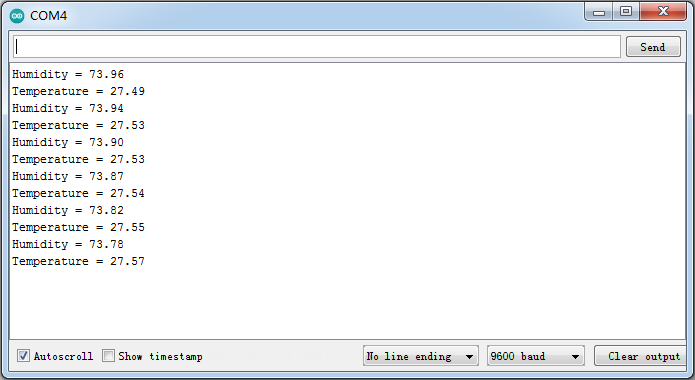 COM4
Send
Humidity = 73.96
Temperature = 27.49
Humidity = 73.94
Temperature = 27.53
Humidity = 73.90
Temperature = 27.53
Humidity = 73.87
Temperature = 27.54
Humidity = 73.82
Temperature = 27.55
Humidity = 73.78
Temperature = 27.57
Autoscroll Show timestamp No line ending 9600 baud Clear output